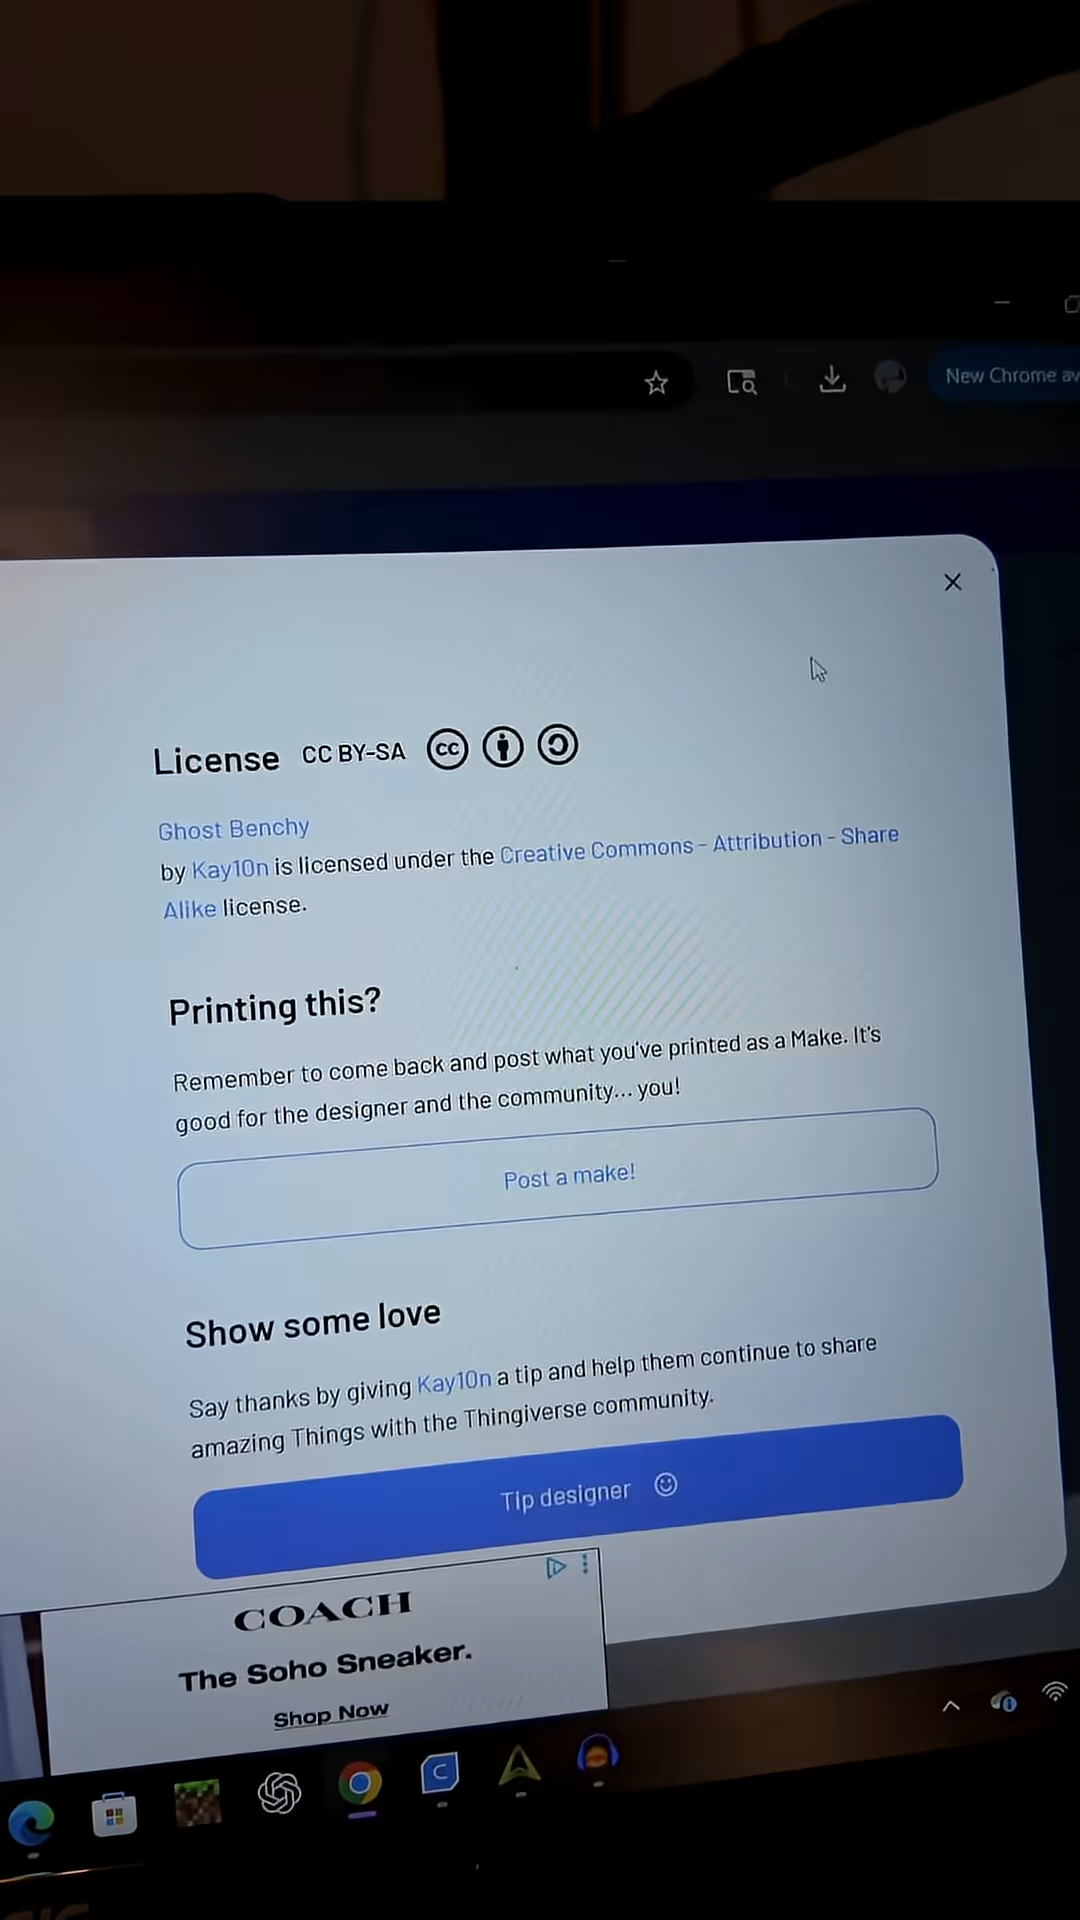 New Chrome av
License CC BY-SA
Ghost Benchy
by Kay10n is licensed under the Creative Commons - Attribution - Share
Alike license.
Printing this?
Remember to come back and post what you've printed as a Make. It's
good for the designer and the community... you!
Post a make!
Show some love
Say thanks by giving Kay10n a tip and help them continue to share
amazing Things with the Thingiverse community.
Tip designer
COACH
The Soho Sneaker.
Shop Now